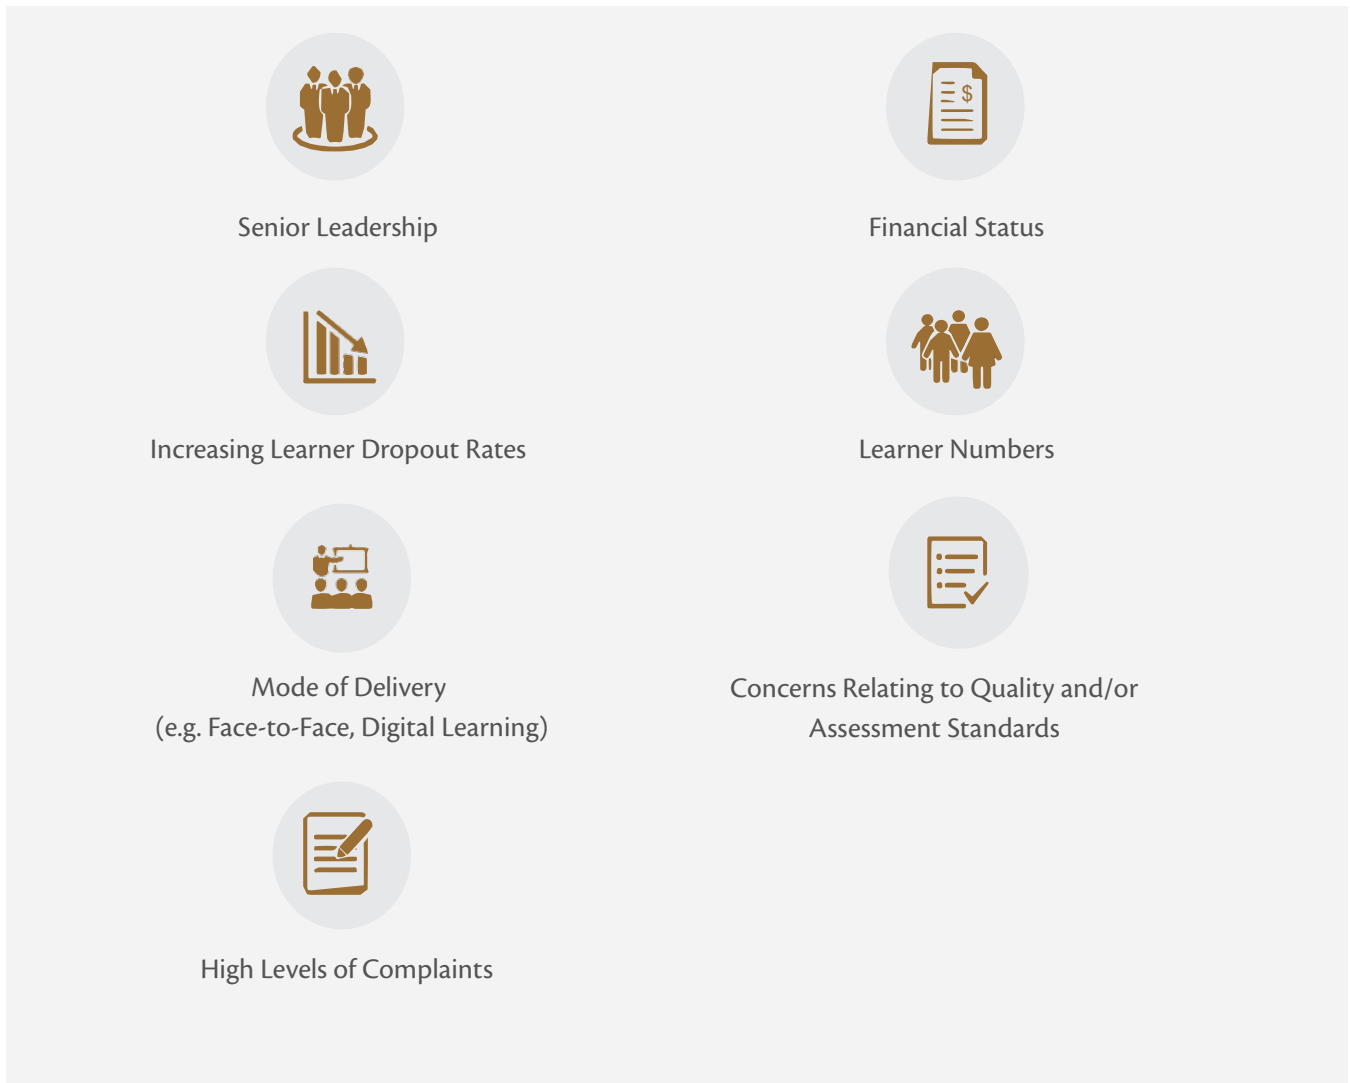 $
Senior Leadership
Financial Status
Increasing Learner Dropout Rates
Learner Numbers
Mode of Delivery
(e.g. Face-to-Face, Digital Learning)
Concerns Relating to Quality and/or
Assessment Standards
High Levels of Complaints